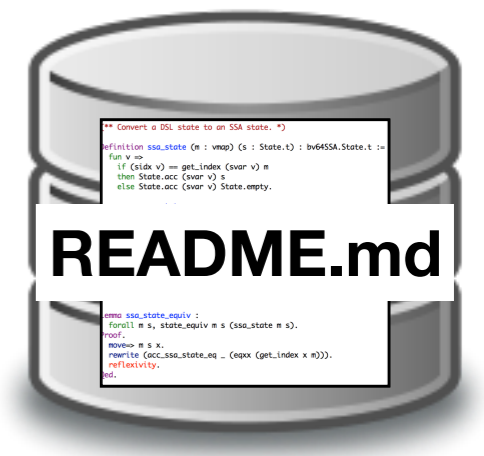 (** Convert a DSL state to an SSA state. *)
Definition ssa_state (m : vmap) (s : State.t) : bv64SSA.State.t :=
fun v =>
if (sidx v) == get_index (svar v) m
then State.acc (svar v) s
else State.acc (svar v) State.empty.
README.md
Lemma ssa_state_equiv :
forall m s, state_equiv m s (ssa_state m s).
Proof.
move=> m s x.
rewrite (acc_ssa_state_eq _ (eqxx (get_index x m))).
reflexivity.
Qed.